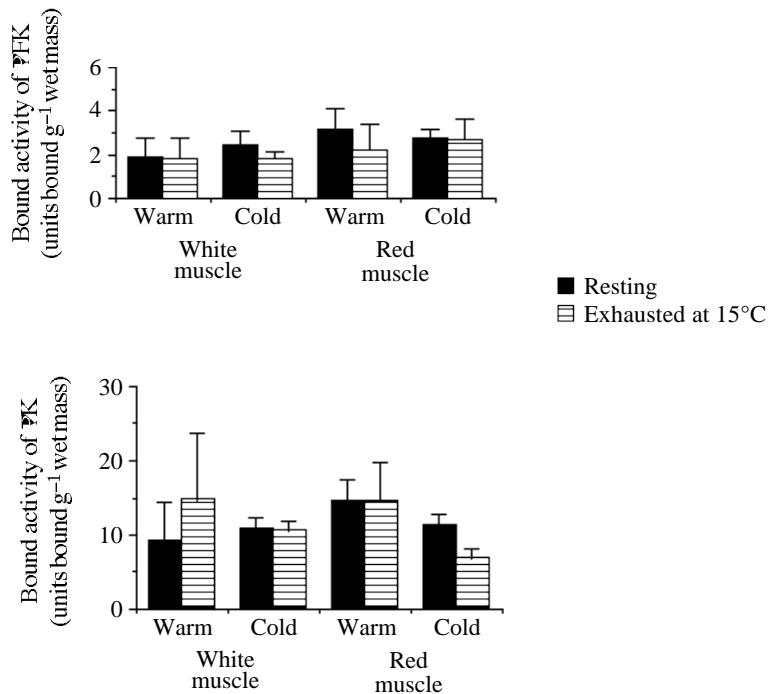 Bound activity of PFK
(units bound g⁻¹ wet mass)
6
4
2
0
Warm Cold Warm Cold
White
muscle
Red
muscle
Resting
Exhausted at 15°C
Bound activity of PK
(units bound g⁻¹ wet mass)
30
20
10
0
Warm Cold Warm Cold
White
muscle
Red
muscle